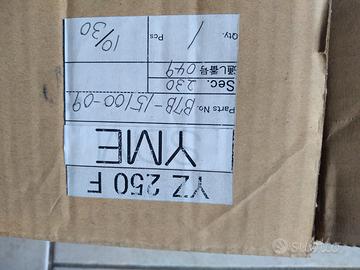 YZ 250 F
YME
Parts No. B7B-15100-09
Sec. 230
通し番号 049
Qty. 1 Pcs
10/30
subito